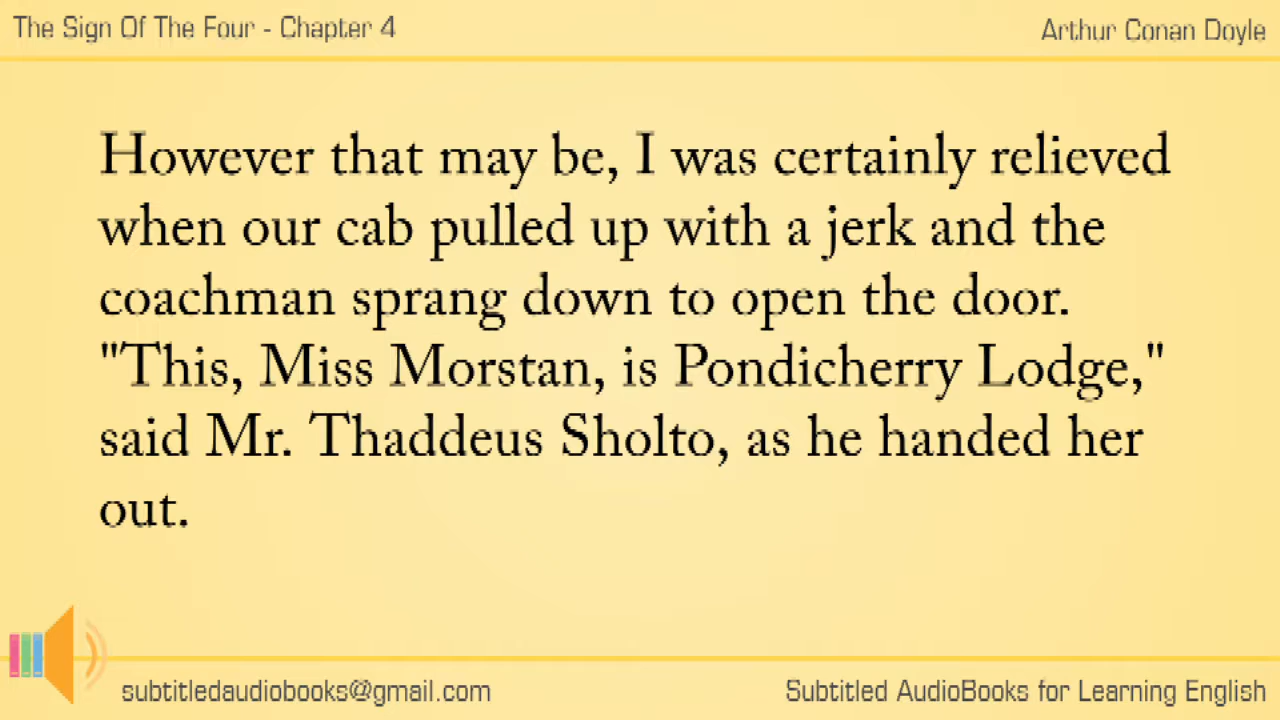 The Sign Of The Four - Chapter 4
Arthur Conan Doyle
However that may be, I was certainly relieved
when our cab pulled up with a jerk and the
coachman sprang down to open the door.
"This, Miss Morstan, is Pondicherry Lodge,"
said Mr. Thaddeus Sholto, as he handed her
out.
subtitledaudiobooks@gmail.com
Subtitled AudioBooks for Learning English